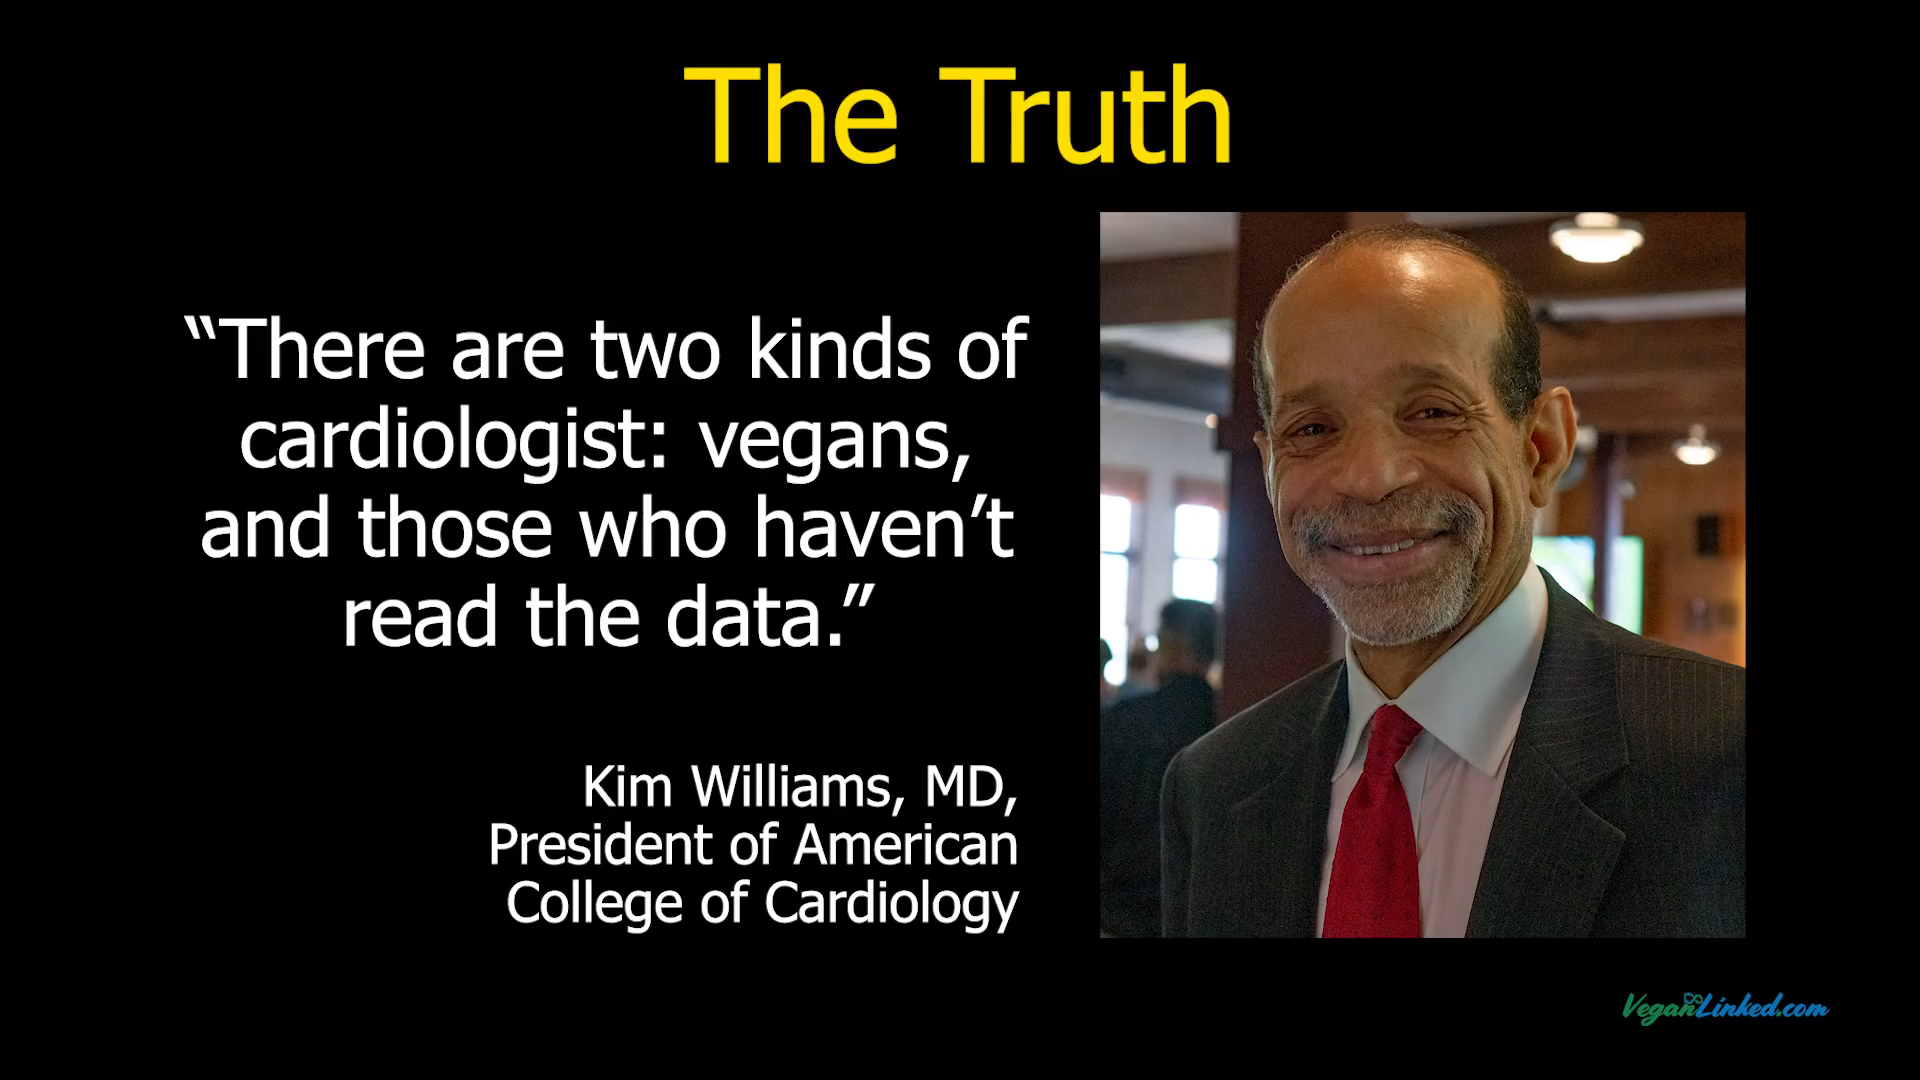 The Truth
“There are two kinds of
cardiologist: vegans,
and those who haven’t
read the data.”
Kim Williams, MD,
President of American
College of Cardiology
VeganLinked.com